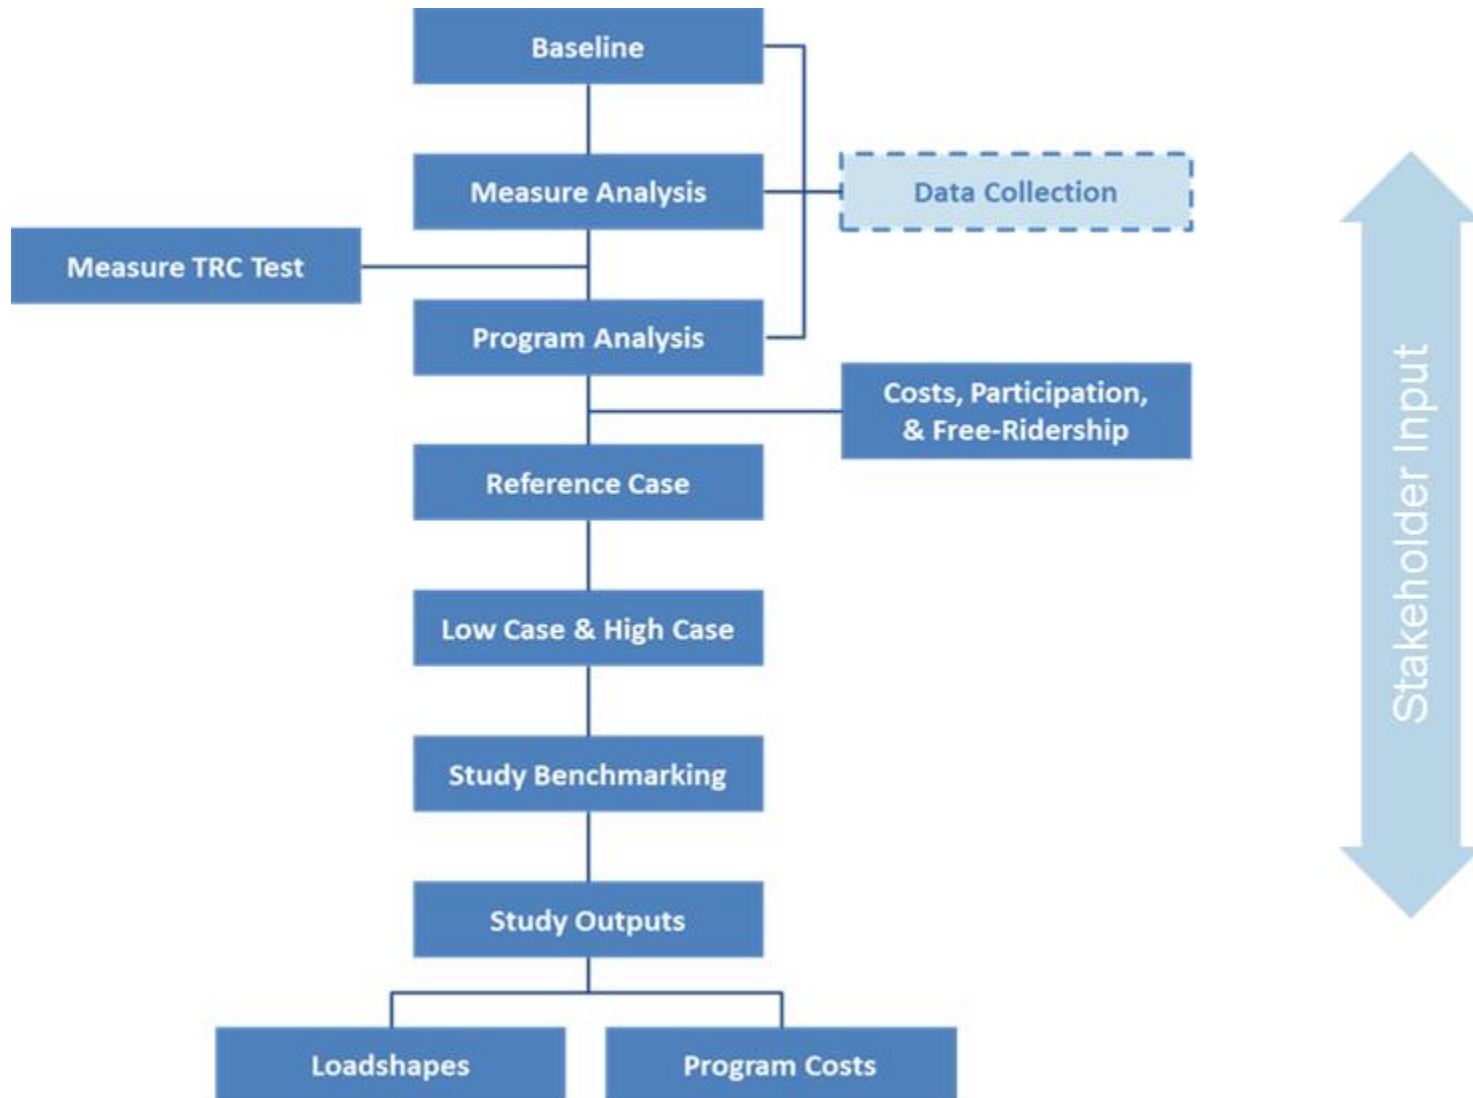 Baseline
Measure Analysis
Data Collection
Measure TRC Test
Program Analysis
Costs, Participation,
& Free-Ridership
Reference Case
Low Case & High Case
Study Benchmarking
Study Outputs
Loadshapes
Program Costs
Stakeholder Input